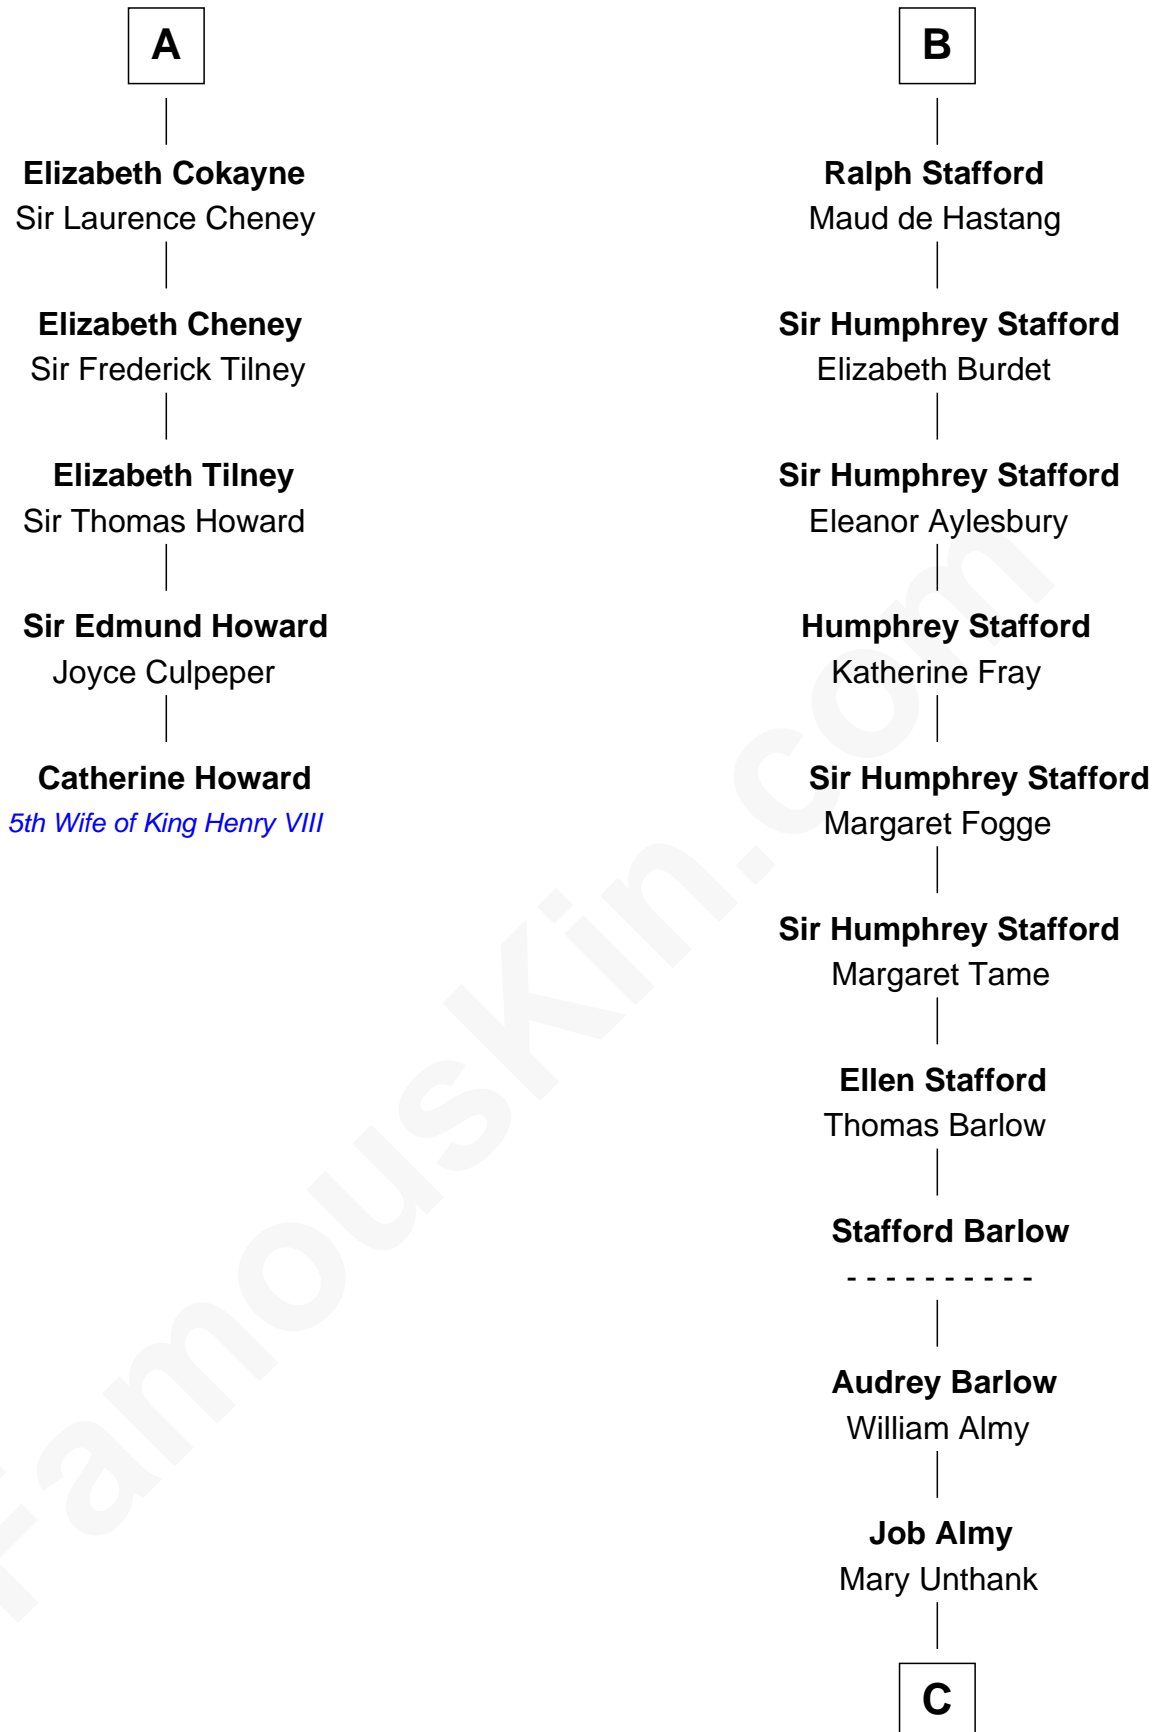 A
Elizabeth Cokayne
Sir Laurence Cheney
Elizabeth Cheney
Sir Frederick Tilney
Elizabeth Tilney
Sir Thomas Howard
Sir Edmund Howard
Joyce Culpeper
Catherine Howard
5th Wife of King Henry VIII
B
Ralph Stafford
Maud de Hastang
Sir Humphrey Stafford
Elizabeth Burdet
Sir Humphrey Stafford
Eleanor Aylesbury
Humphrey Stafford
Katherine Fray
Sir Humphrey Stafford
Margaret Fogge
Sir Humphrey Stafford
Margaret Tame
Ellen Stafford
Thomas Barlow
Stafford Barlow
- - - - - - - - - -
Audrey Barlow
William Almy
Job Almy
Mary Unthank
C
FamousKin.com